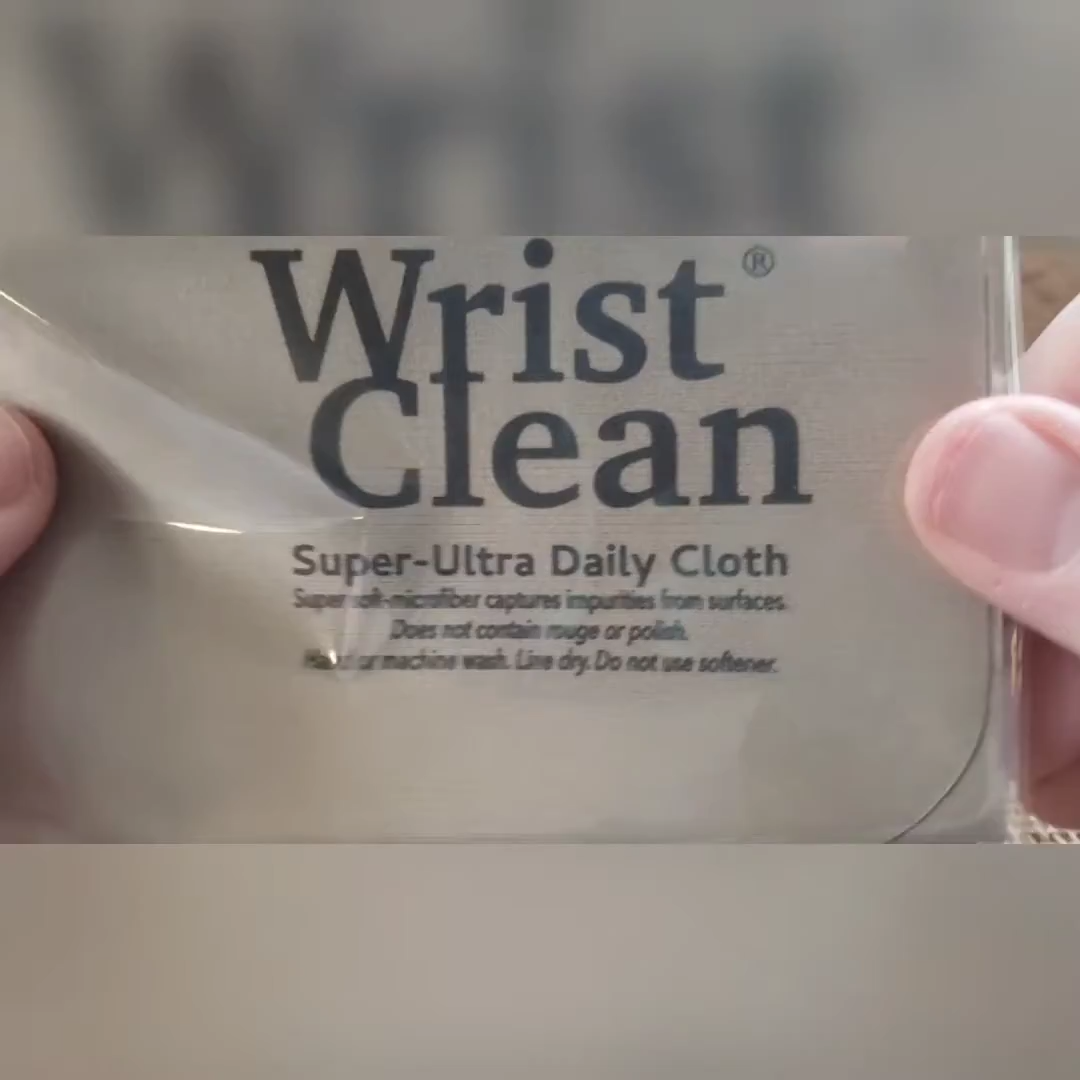 Wrist®
Clean
Super-Ultra Daily Cloth
Super soft-microfiber captures impurities from surfaces.
Does not contain rouge or polish.
Hand or machine wash. Line dry. Do not use softener.